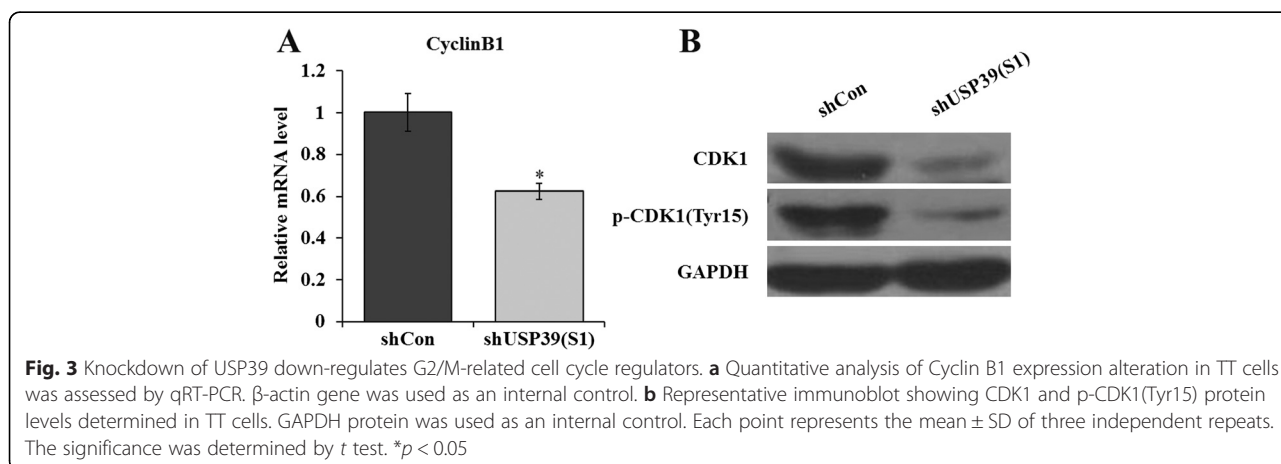 A
CyclinB1
Relative mRNA level
1.2
1
0.8
0.6
0.4
0.2
0
*
shCon
shUSP39(S1)
B
shCon
shUSP39(S1)
CDK1
p-CDK1(Tyr15)
GAPDH
Fig. 3 Knockdown of USP39 down-regulates G2/M-related cell cycle regulators. a Quantitative analysis of Cyclin B1 expression alteration in TT cells
was assessed by qRT-PCR. β-actin gene was used as an internal control. b Representative immunoblot showing CDK1 and p-CDK1(Tyr15) protein
levels determined in TT cells. GAPDH protein was used as an internal control. Each point represents the mean ± SD of three independent repeats.
The significance was determined by t test. *p < 0.05